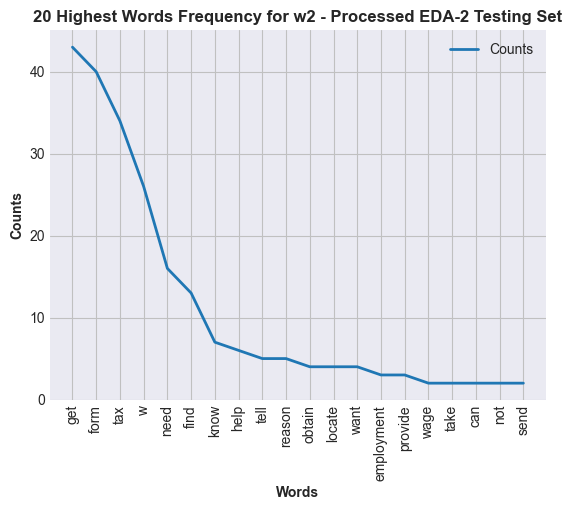 20 Highest Words Frequency for w2 - Processed EDA-2 Testing Set
Counts
40
30
20
10
0
Counts
get
form
tax
w
need
find
know
help
tell
reason
obtain
locate
want
employment
provide
wage
take
can
not
send
Words